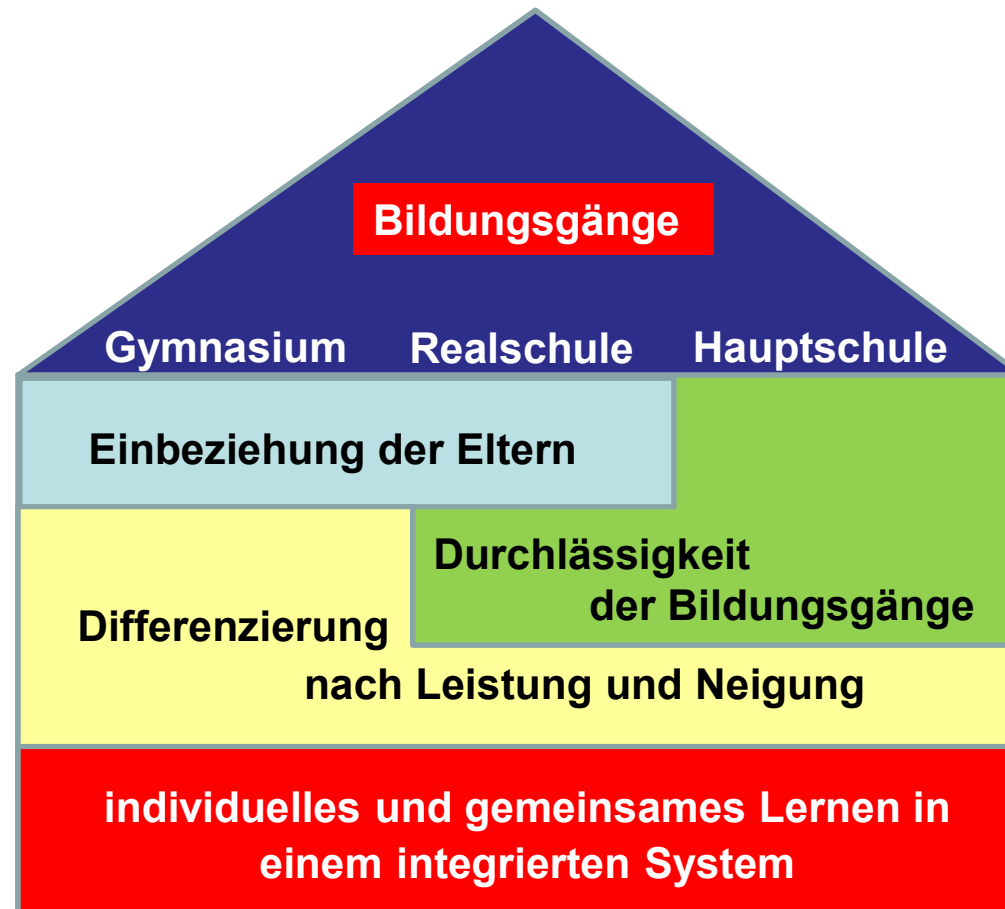 Bildungsgänge
Gymnasium Realschule Hauptschule
Einbeziehung der Eltern
Durchlässigkeit
der Bildungsgänge
Differenzierung
nach Leistung und Neigung
individuelles und gemeinsames Lernen in
einem integrierten System